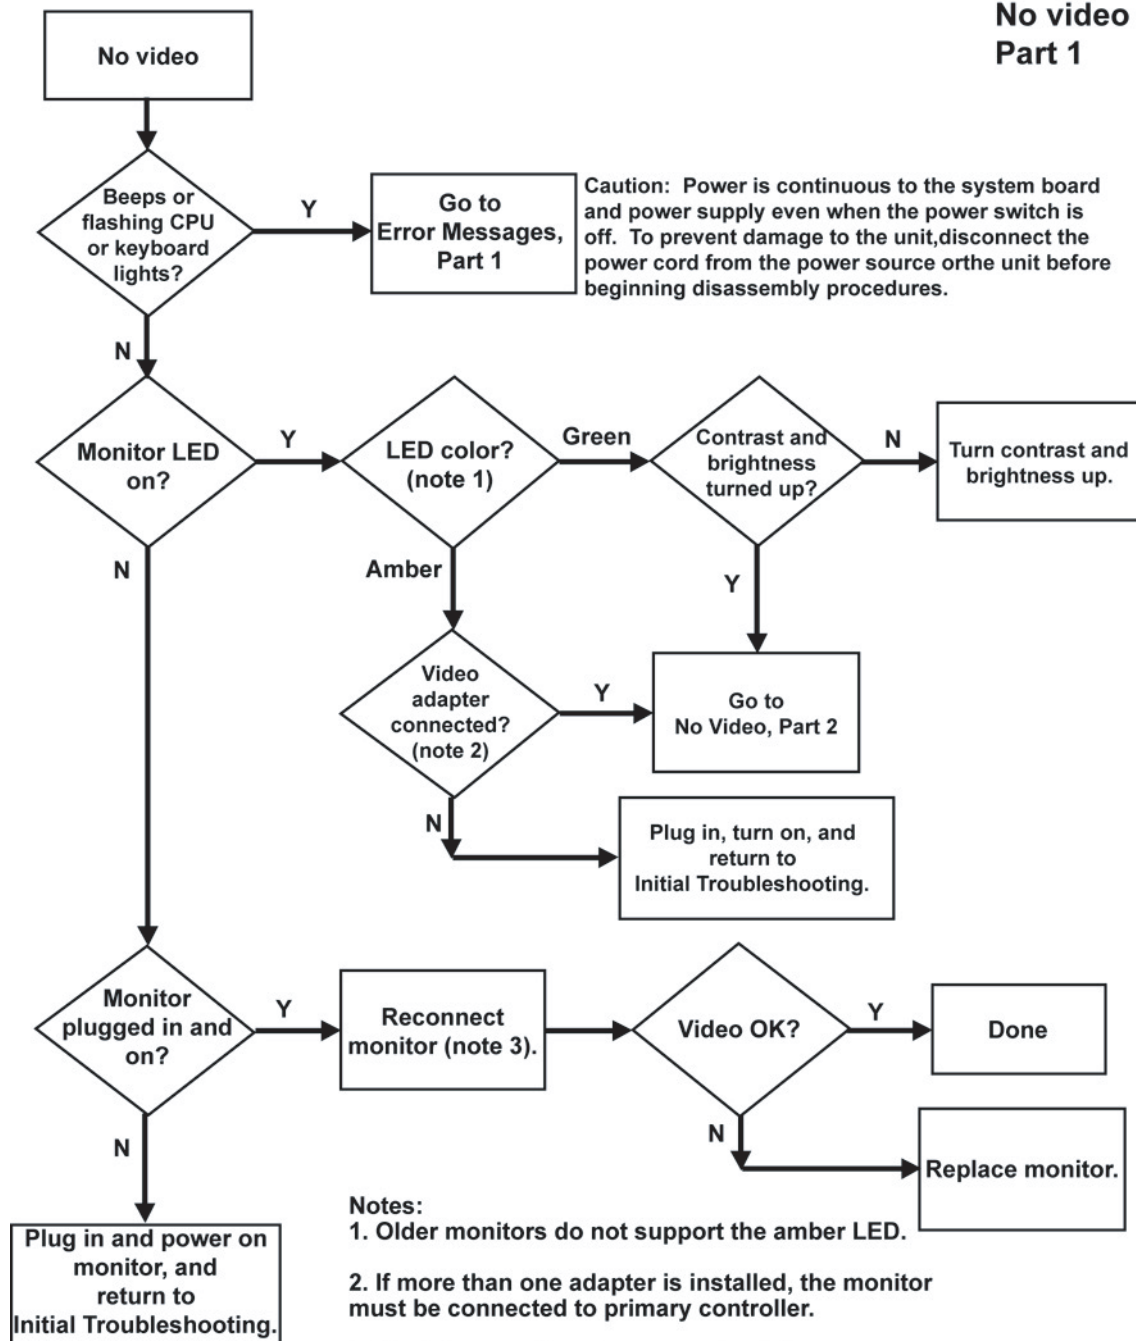 No video
Part 1
No video
Beeps or
flashing CPU
or keyboard
lights?
Y
Go to
Error Messages,
Part 1
Caution: Power is continuous to the system board
and power supply even when the power switch is
off. To prevent damage to the unit,disconnect the
power cord from the power source orthe unit before
beginning disassembly procedures.
N
Monitor LED
on?
Y
LED color?
(note 1)
Green
Contrast and
brightness
turned up?
N
Turn contrast and
brightness up.
N
Amber
Y
Video
adapter
connected?
(note 2)
Y
Go to
No Video, Part 2
N
Plug in, turn on, and
return to
Initial Troubleshooting.
Monitor
plugged in and
on?
Y
Reconnect
monitor (note 3).
Video OK?
Y
Done
N
N
Replace monitor.
Plug in and power on
monitor, and
return to
Initial Troubleshooting.
Notes:
1. Older monitors do not support the amber LED.
2. If more than one adapter is installed, the monitor
must be connected to primary controller.